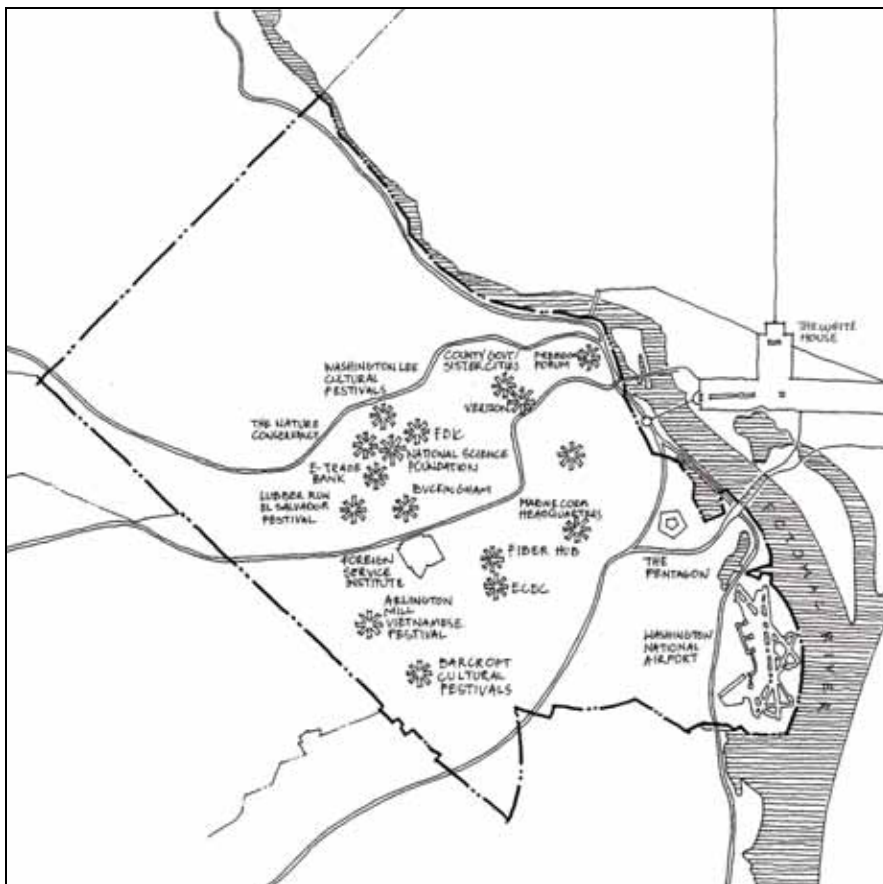 THE WHITE
HOUSE
COUNTY GOVT/
SISTER CITIES
FREEDOM
FORUM
WASHINGTON LEE
CULTURAL
FESTIVALS
VERIZON
THE NATURE
CONSERVANCY
FDIC
NATIONAL SCIENCE
FOUNDATION
E-TRADE
BANK
BUCKINGHAM
LUBBER RUN
EL SALVADOR
FESTIVAL
MARINE CORM
HEADQUARTERS
FOREIGN
SERVICE
INSTITUTE
FIBER HUB
THE
PENTAGON
ECDC
ARLINGTON
MILL
VIETNAMESE
FESTIVAL
WASHINGTON
NATIONAL
AIRPORT
BARCROFT
CULTURAL
FESTIVALS
POTOMAC RIVER